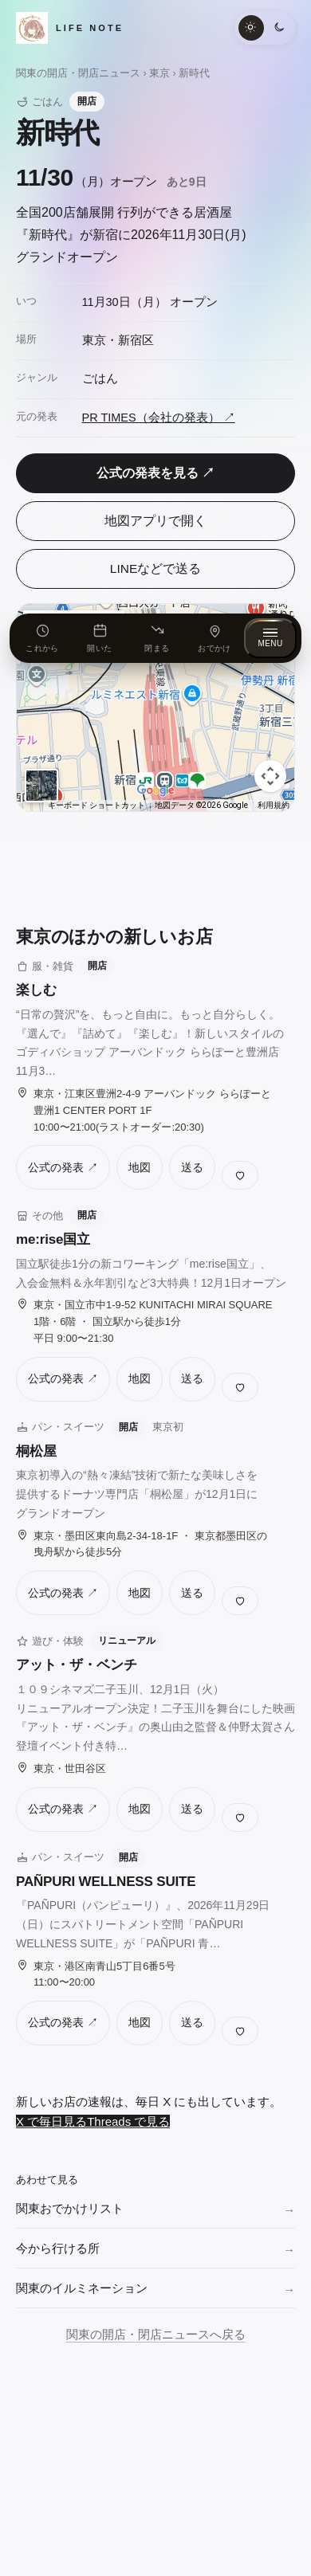 LIFE NOTE
関東の開店・閉店ニュース › 東京 › 新時代
ごはん 開店
新時代
11/30（月）オープン あと9日
全国200店舗展開 行列ができる居酒屋
『新時代』が新宿に2026年11月30日(月)
グランドオープン
いつ 11月30日（月） オープン
場所 東京・新宿区
ジャンル ごはん
元の発表 PR TIMES（会社の発表） ↗
公式の発表を見る ↗
地図アプリで開く
LINEなどで送る
これから 開いた 閉まる おでかけ MENU
伊勢丹 新宿
ルミネエスト新宿
3丁目
武蔵野通り
新宿三
テル
プラザ通り
新宿 JR
Google
キーボード ショートカット 地図データ ©2026 Google 利用規約
東京のほかの新しいお店
服・雑貨 開店
楽しむ
“日常の贅沢”を、もっと自由に。もっと自分らしく。
『選んで』『詰めて』『楽しむ』！新しいスタイルの
ゴディバショップ アーバンドック ららぽーと豊洲店
11月3…
東京・江東区豊洲2-4-9 アーバンドック ららぽーと
豊洲1 CENTER PORT 1F
10:00〜21:00(ラストオーダー:20:30)
公式の発表 ↗ 地図 送る ♡
その他 開店
me:rise国立
国立駅徒歩1分の新コワーキング「me:rise国立」、
入会金無料＆永年割引など3大特典！12月1日オープン
東京・国立市中1-9-52 KUNITACHI MIRAI SQUARE
1階・6階 ・ 国立駅から徒歩1分
平日 9:00〜21:30
公式の発表 ↗ 地図 送る ♡
パン・スイーツ 開店 東京初
桐松屋
東京初導入の“熱々凍結”技術で新たな美味しさを
提供するドーナツ専門店「桐松屋」が12月1日に
グランドオープン
東京・墨田区東向島2-34-18-1F ・ 東京都墨田区の
曳舟駅から徒歩5分
公式の発表 ↗ 地図 送る ♡
遊び・体験 リニューアル
アット・ザ・ベンチ
１０９シネマズ二子玉川、12月1日（火）
リニューアルオープン決定！二子玉川を舞台にした映画
『アット・ザ・ベンチ』の奥山由之監督＆仲野太賀さん
登壇イベント付き特…
東京・世田谷区
公式の発表 ↗ 地図 送る ♡
パン・スイーツ 開店
PAÑPURI WELLNESS SUITE
『PAÑPURI（パンピューリ）』、2026年11月29日
（日）にスパトリートメント空間「PAÑPURI
WELLNESS SUITE」が「PAÑPURI 青…
東京・港区南青山5丁目6番5号
11:00〜20:00
公式の発表 ↗ 地図 送る ♡
新しいお店の速報は、毎日 X にも出しています。
X で毎日見るThreads で見る
あわせて見る
関東おでかけリスト →
今から行ける所 →
関東のイルミネーション →
関東の開店・閉店ニュースへ戻る